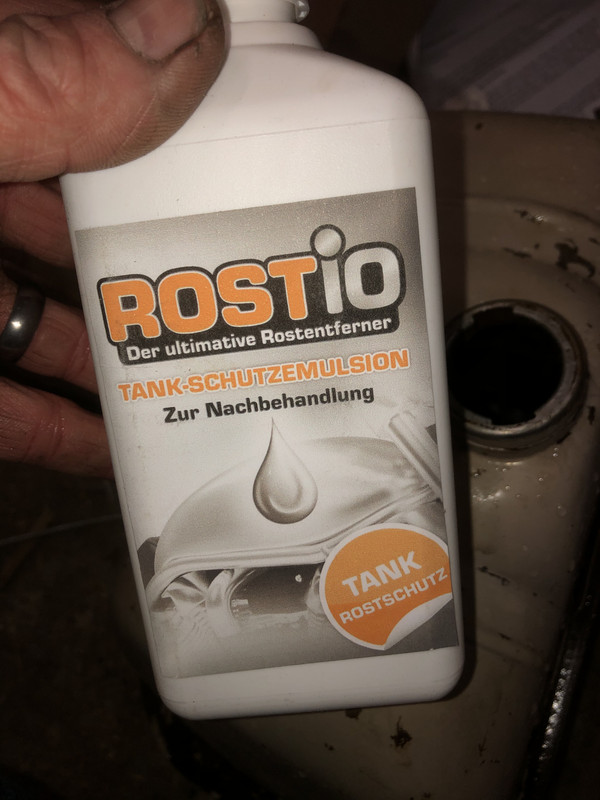 ROSTiO
Der ultimative Rostentferner
TANK-SCHUTZEMULSION
Zur Nachbehandlung
TANK
ROSTSCHUTZ